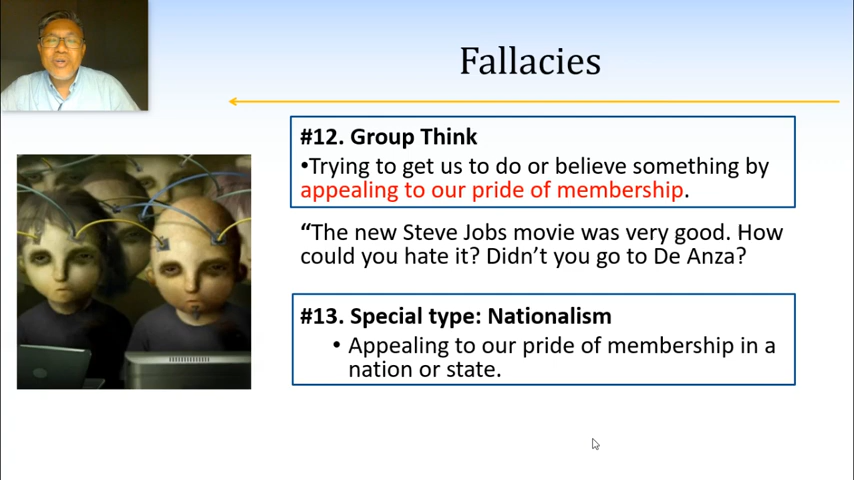 Fallacies
#12. Group Think
•Trying to get us to do or believe something by
appealing to our pride of membership.
“The new Steve Jobs movie was very good. How
could you hate it? Didn’t you go to De Anza?
#13. Special type: Nationalism
• Appealing to our pride of membership in a
nation or state.